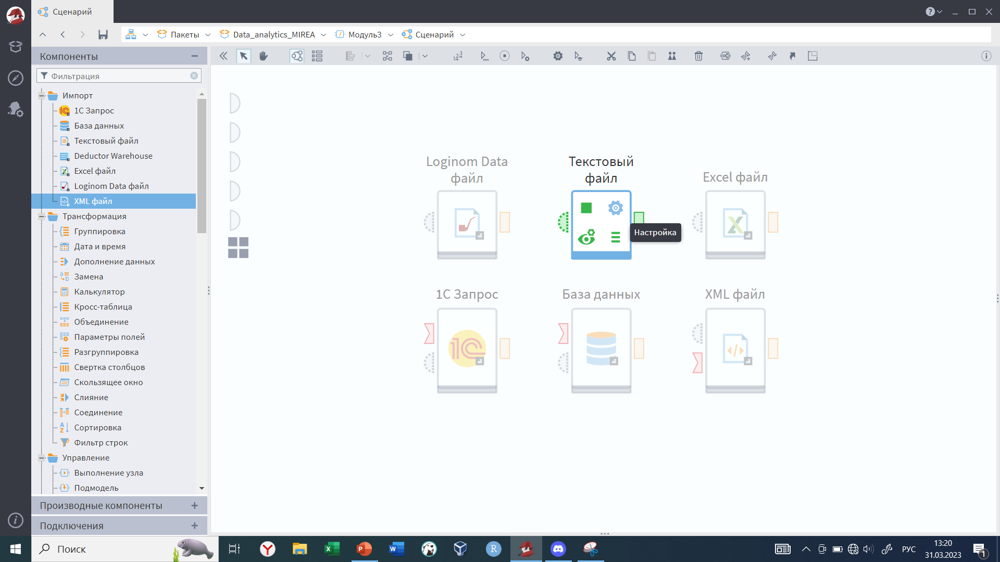 Сценарий
Пакеты
Data_analytics_MIREA
Модуль3
Сценарий
Компоненты
Фильтрация
Импорт
1С Запрос
База данных
Текстовый файл
Deductor Warehouse
Excel файл
Loginom Data файл
XML файл
Трансформация
Группировка
Дата и время
Дополнение данных
Замена
Калькулятор
Кросс-таблица
Объединение
Параметры полей
Разгруппировка
Свертка столбцов
Скользящее окно
Слияние
Соединение
Сортировка
Фильтр строк
Управление
Выполнение узла
Подмодель
Производные компоненты
Подключения
Loginom Data
файл
Текстовый
файл
Excel файл
Настройка
1С Запрос
База данных
XML файл
Поиск
РУС
13:20
31.03.2023
1